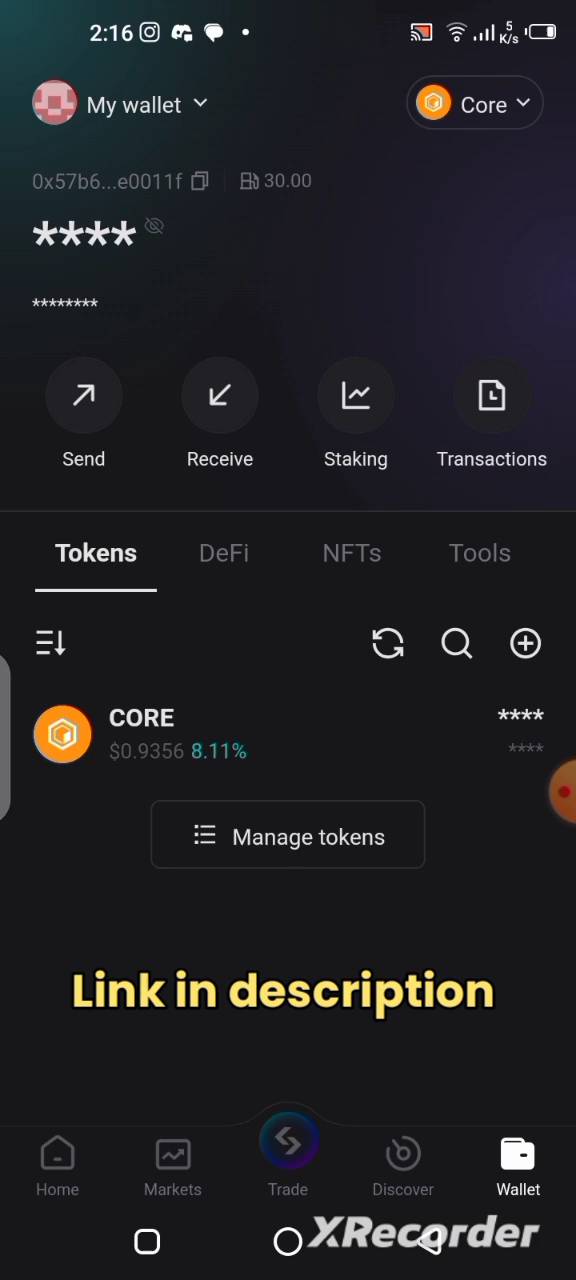 2:16
5
K/s
My wallet
Core
0x57b6...e0011f
30.00
****
********
Send
Receive
Staking
Transactions
Tokens
DeFi
NFTs
Tools
CORE
****
$0.9356 8.11%
****
Manage tokens
Link in description
Home
Markets
Trade
Discover
Wallet
XRecorder